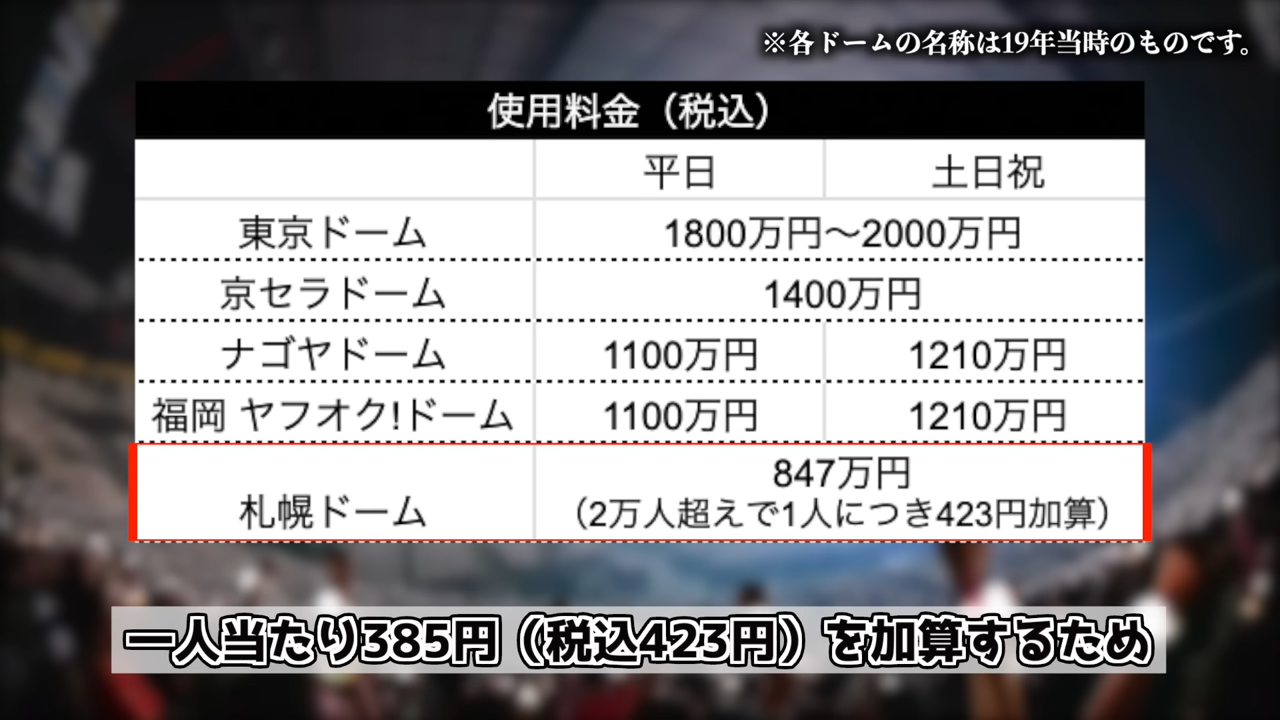 ※各ドームの名称は19年当時のものです。
使用料金（税込）
平日 土日祝
東京ドーム 1800万円～2000万円
京セラドーム 1400万円
ナゴヤドーム 1100万円 1210万円
福岡 ヤフオク!ドーム 1100万円 1210万円
847万円
札幌ドーム （2万人超えで1人につき423円加算）
一人当たり385円（税込423円）を加算するため